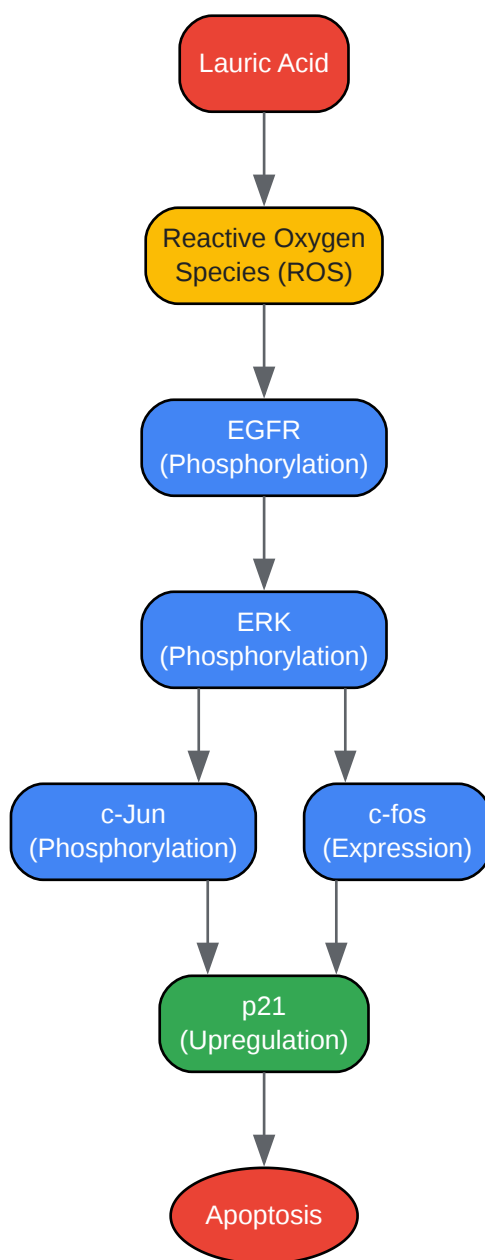 Lauric Acid
Reactive Oxygen
Species (ROS)
EGFR
(Phosphorylation)
ERK
(Phosphorylation)
c-Jun
(Phosphorylation)
c-fos
(Expression)
p21
(Upregulation)
Apoptosis